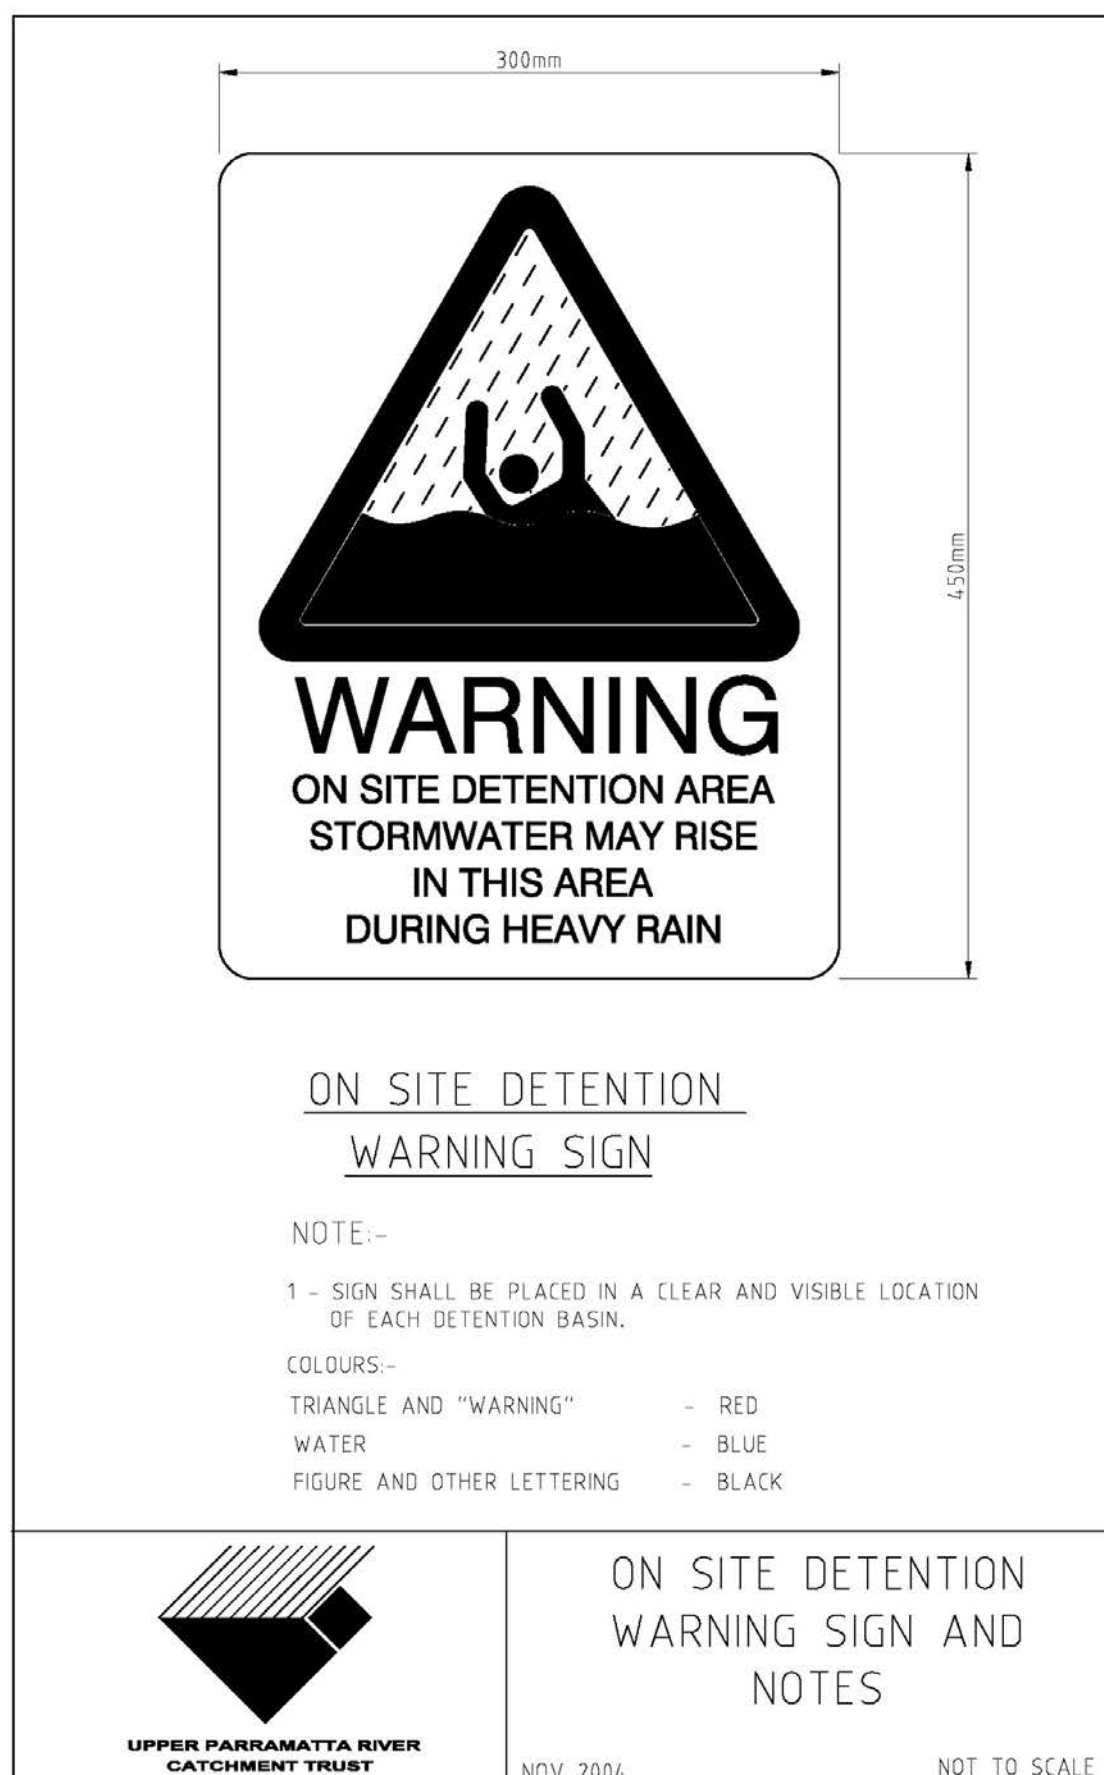 300mm
WARNING
ON SITE DETENTION AREA
STORMWATER MAY RISE
IN THIS AREA
DURING HEAVY RAIN
450mm
ON SITE DETENTION
WARNING SIGN
NOTE:-
1 - SIGN SHALL BE PLACED IN A CLEAR AND VISIBLE LOCATION
OF EACH DETENTION BASIN.
COLOURS:-
TRIANGLE AND "WARNING" - RED
WATER - BLUE
FIGURE AND OTHER LETTERING - BLACK
UPPER PARRAMATTA RIVER
CATCHMENT TRUST
ON SITE DETENTION
WARNING SIGN AND
NOTES
NOV 2004
NOT TO SCALE